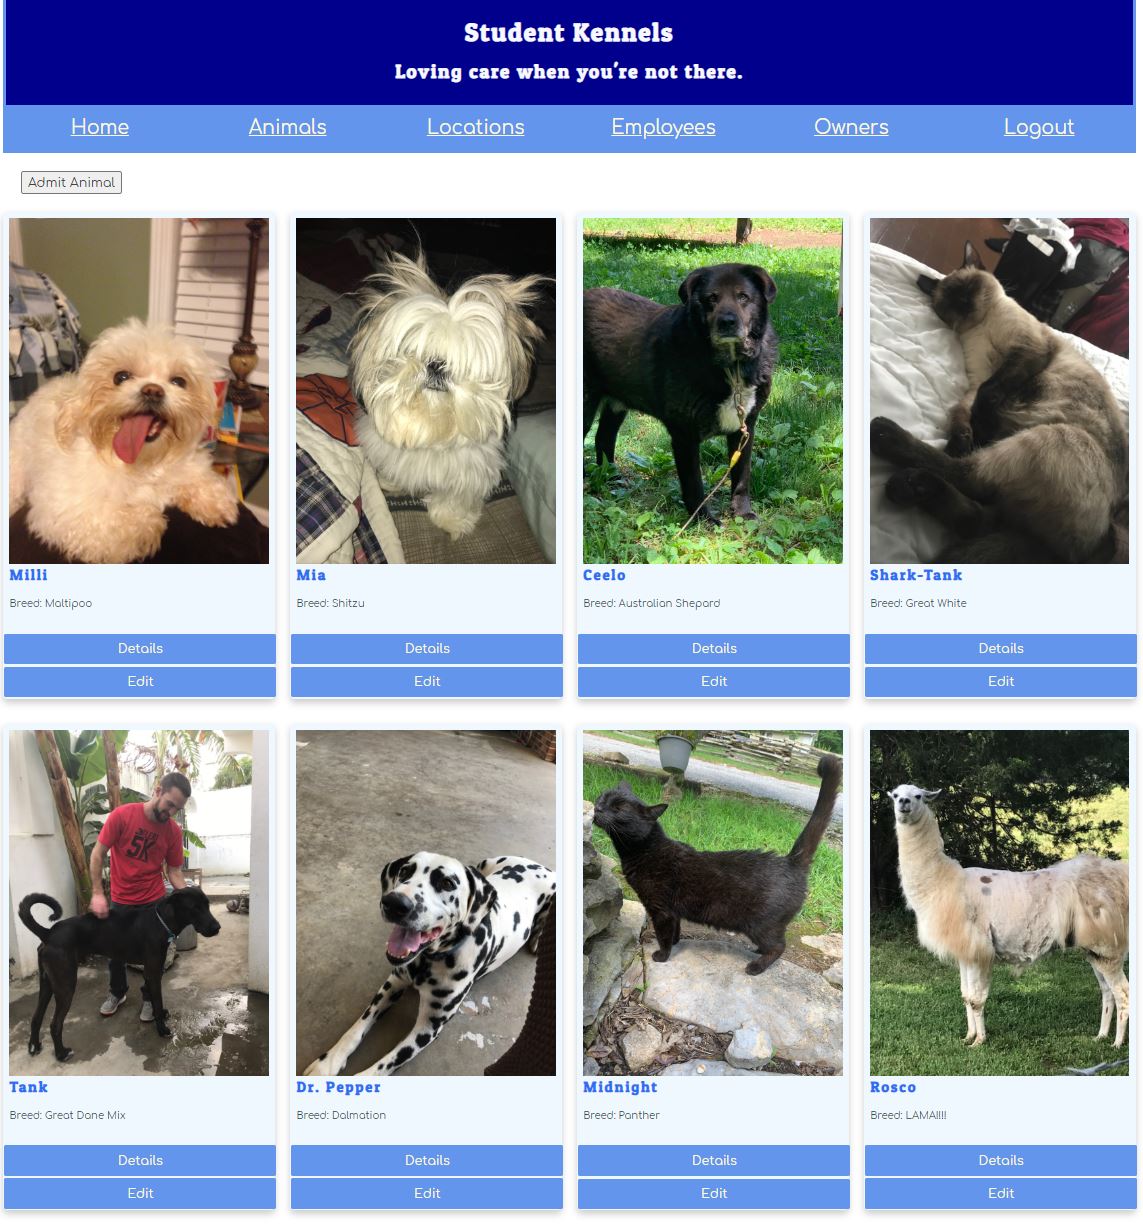 Student Kennels
Loving care when you're not there.
Home Animals Locations Employees Owners Logout
Admit Animal
Milli Mia Ceelo Shark-Tank
Breed: Maltipoo Breed: Shitzu Breed: Australian Shepard Breed: Great White
Details Details Details Details
Edit Edit Edit Edit
5K
Tank Dr. Pepper Midnight Rosco
Breed: Great Dane Mix Breed: Dalmation Breed: Panther Breed: LAMA!!!!
Details Details Details Details
Edit Edit Edit Edit